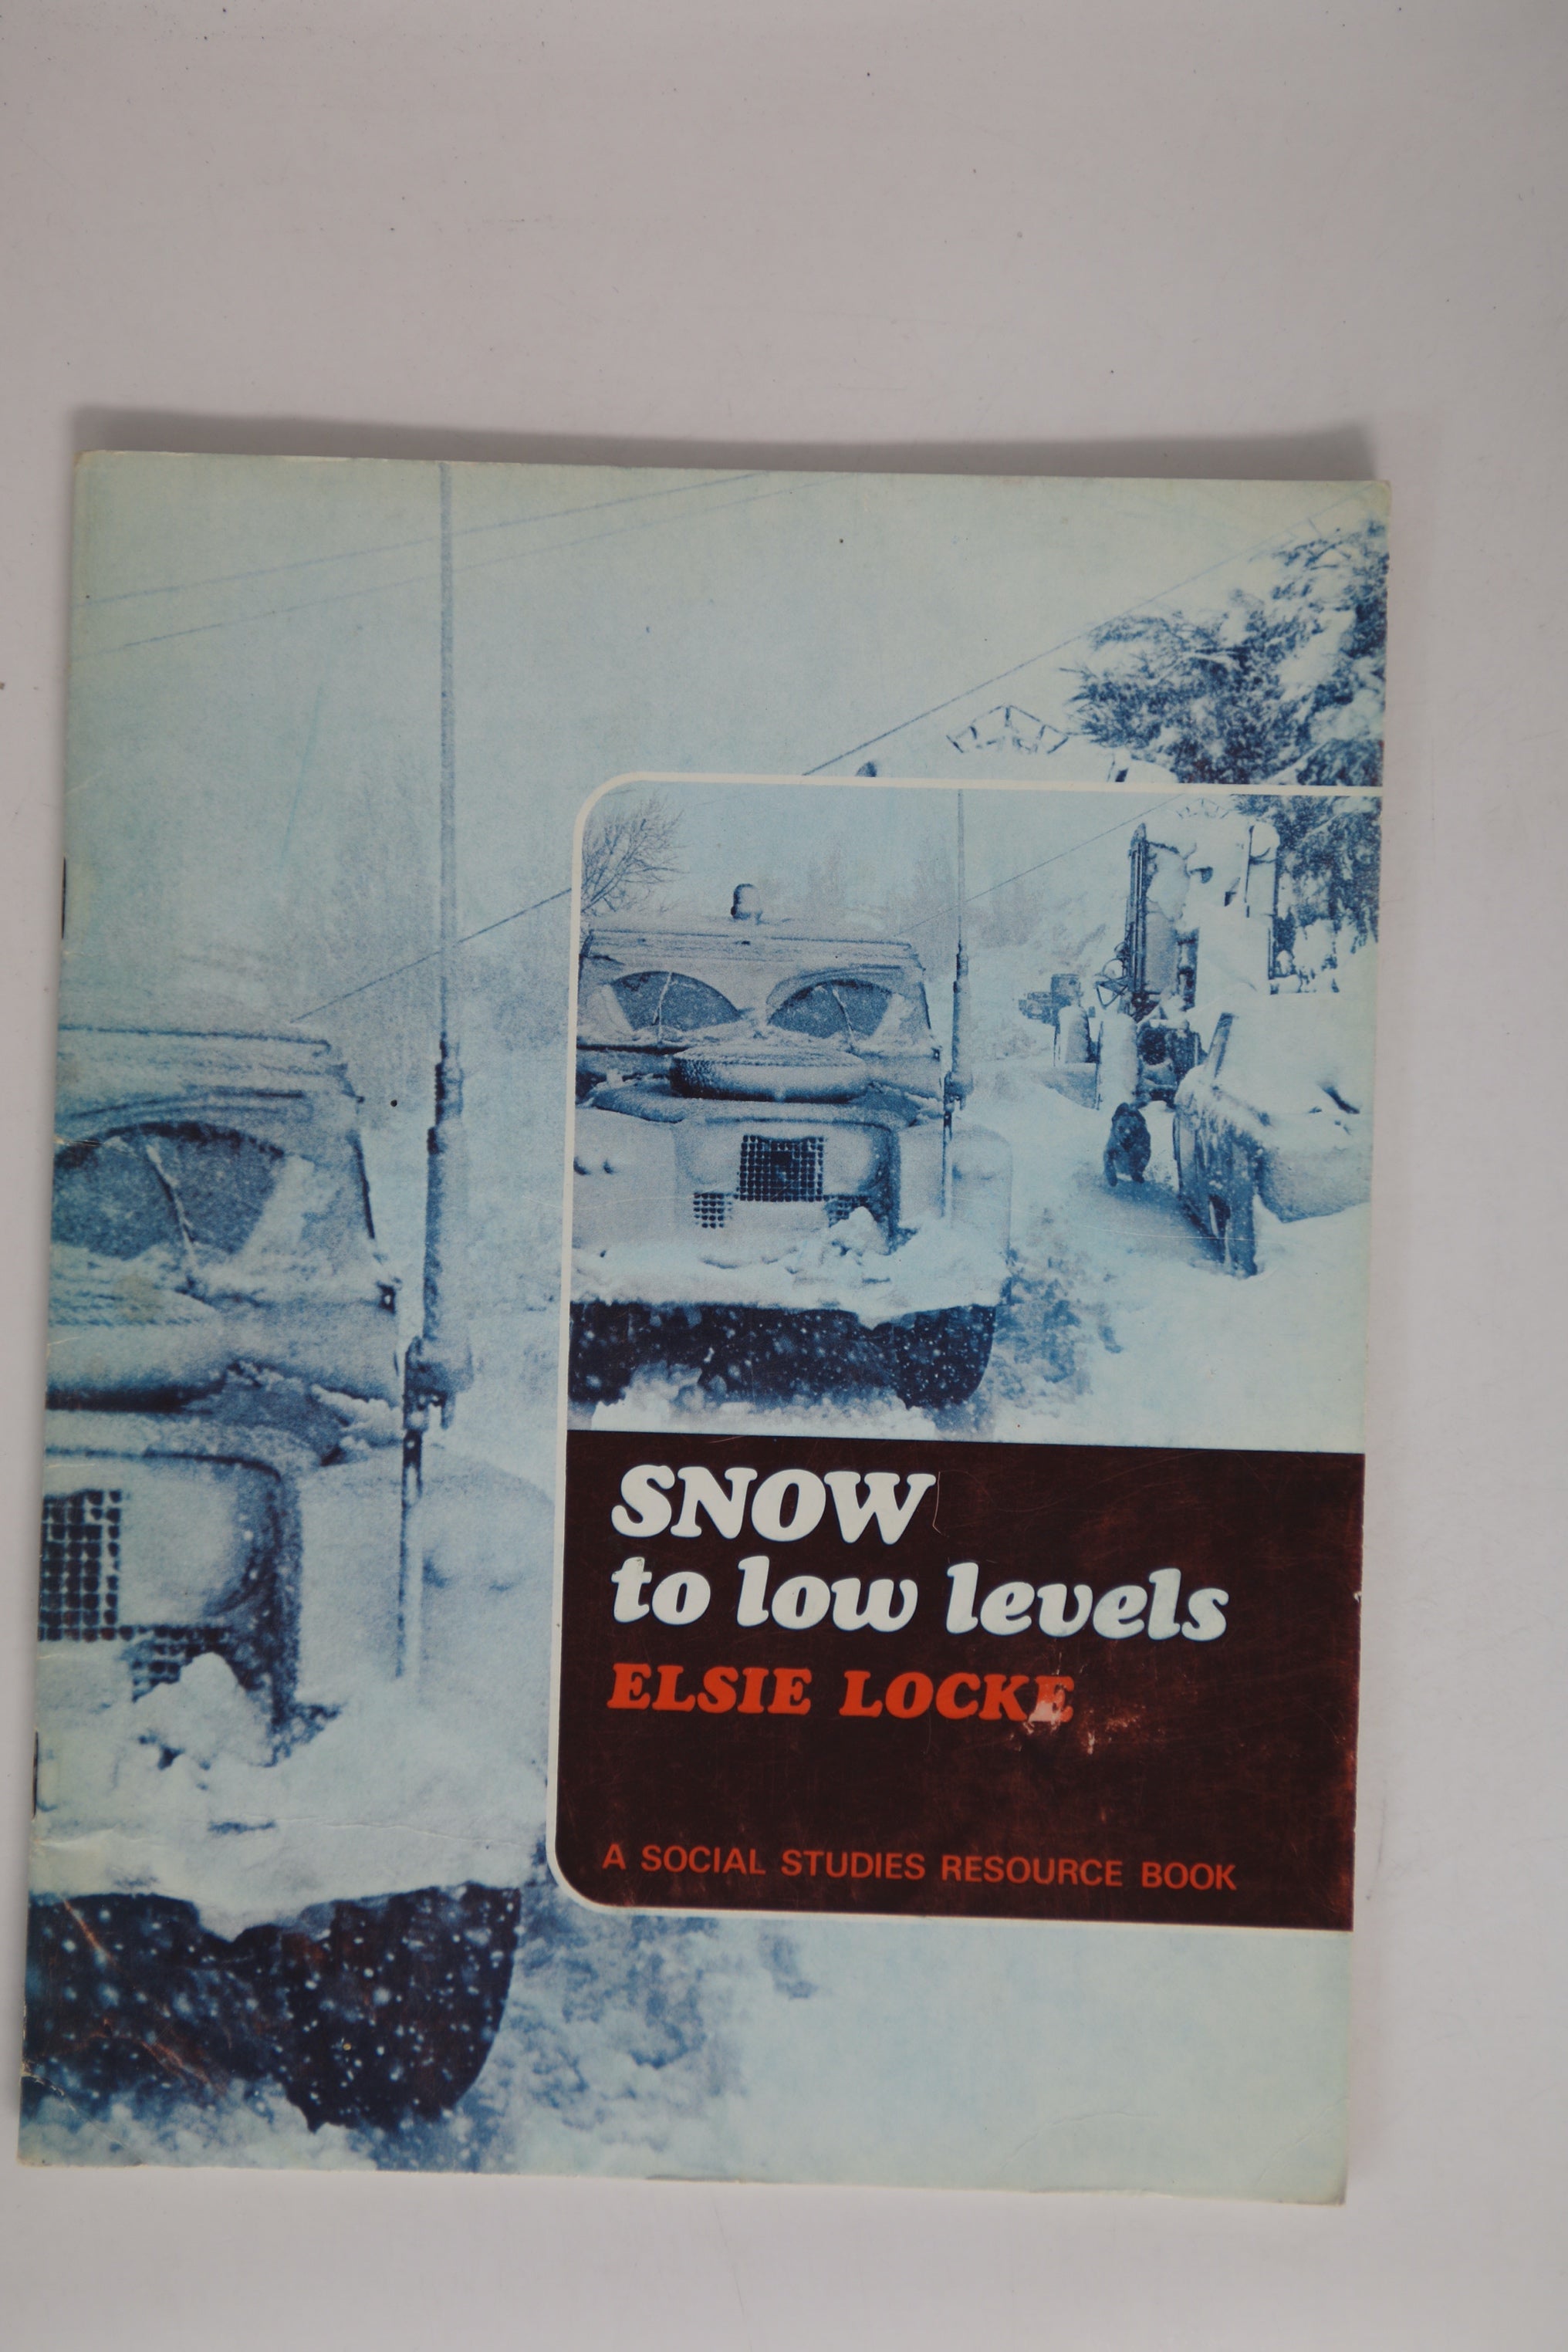 SNOW
to low levels
ELSIE LOCKE
A SOCIAL STUDIES RESOURCE BOOK